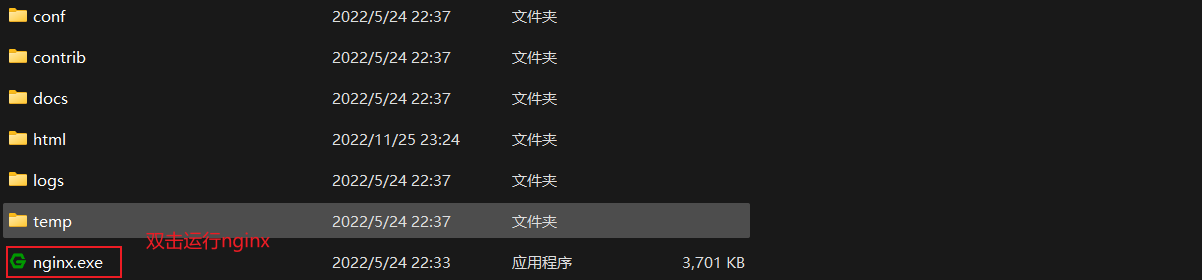 conf 2022/5/24 22:37 文件夹
contrib 2022/5/24 22:37 文件夹
docs 2022/5/24 22:37 文件夹
html 2022/11/25 23:24 文件夹
logs 2022/5/24 22:37 文件夹
temp 2022/5/24 22:37 文件夹
双击运行nginx
nginx.exe 2022/5/24 22:33 应用程序 3,701 KB